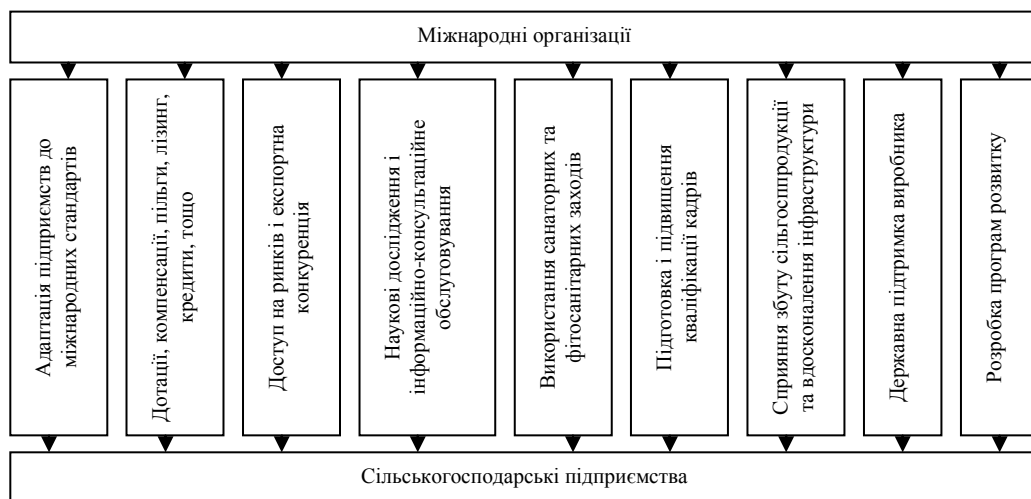 Міжнародні організації
Адаптація підприємств до
міжнародних стандартів
Дотації, компенсації, пільги, лізинг,
кредити, тощо
Доступ на ринків і експортна
конкуренція
Наукові дослідження і
інформаційно-консультаційне
обслуговування
Використання санаторних та
фітосанітарних заходів
Підготовка і підвищення
кваліфікації кадрів
Сприяння збуту сільгосппродукції
та вдосконалення інфраструктури
Державна підтримка виробника
Розробка програм розвитку
Сільськогосподарські підприємства